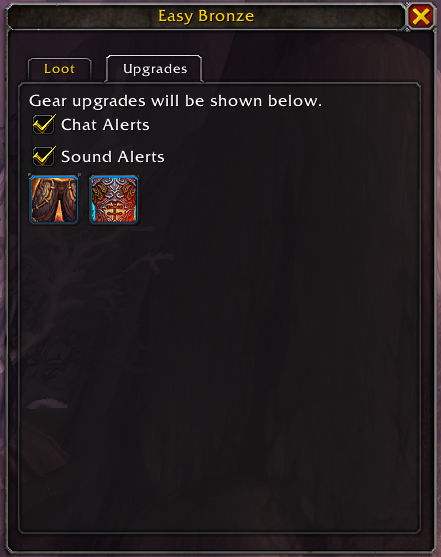 Easy Bronze
Loot
Upgrades
Gear upgrades will be shown below.
Chat Alerts
Sound Alerts